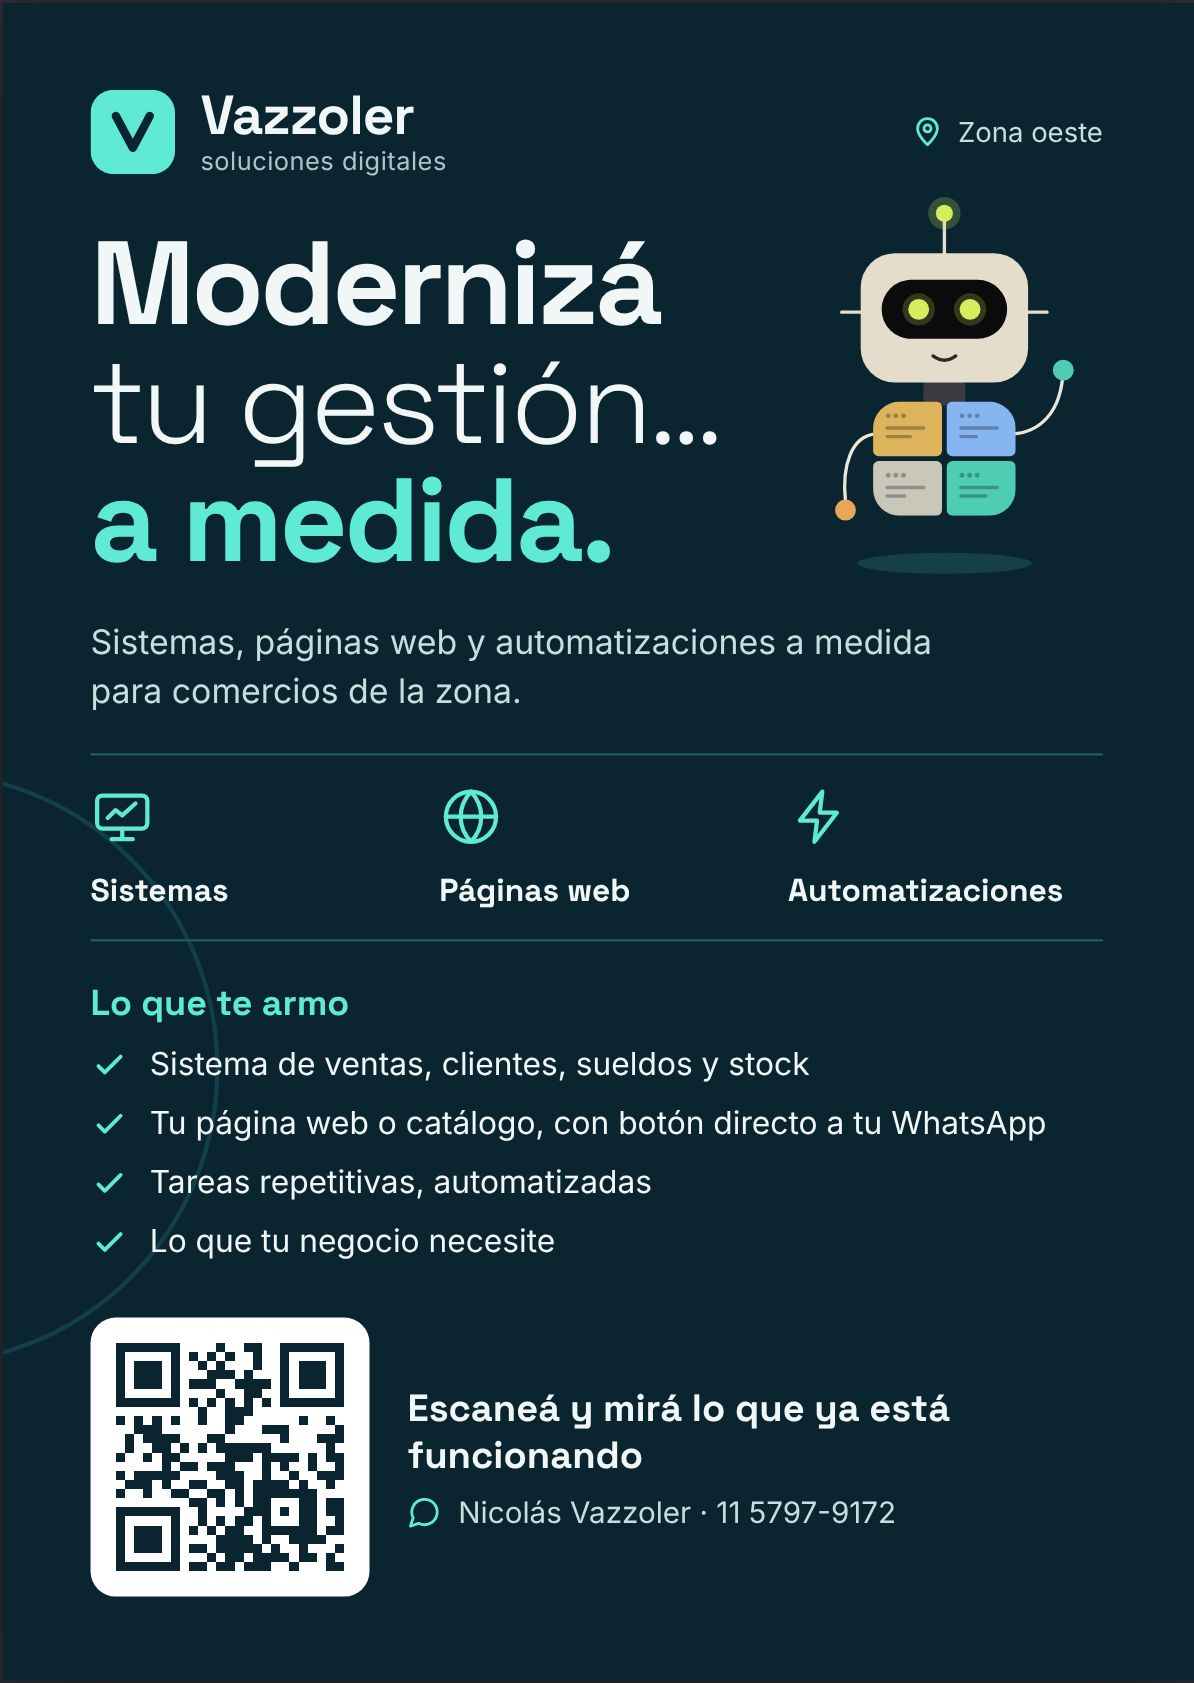 V
Vazzoler
soluciones digitales
Zona oeste
Modernizá
tu gestión...
a medida.
Sistemas, páginas web y automatizaciones a medida
para comercios de la zona.
Sistemas
Páginas web
Automatizaciones
Lo que te armo
Sistema de ventas, clientes, sueldos y stock
Tu página web o catálogo, con botón directo a tu WhatsApp
Tareas repetitivas, automatizadas
Lo que tu negocio necesite
Escaneá y mirá lo que ya está
funcionando
Nicolás Vazzoler · 11 5797-9172